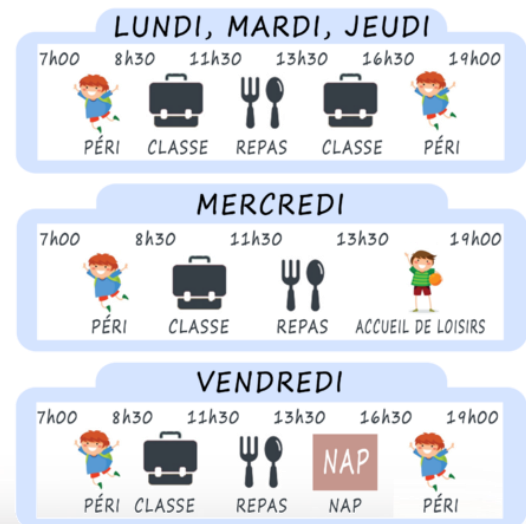 LUNDI, MARDI, JEUDI
7h00 8h30 11h30 13h30 16h30 19h00
PÉRI CLASSE REPAS CLASSE PÉRI
MERCREDI
7h00 8h30 11h30 13h30 19h00
PÉRI CLASSE REPAS ACCUEIL DE LOISIRS
VENDREDI
7h00 8h30 11h30 13h30 16h30 19h00
NAP
PÉRI CLASSE REPAS NAP PÉRI